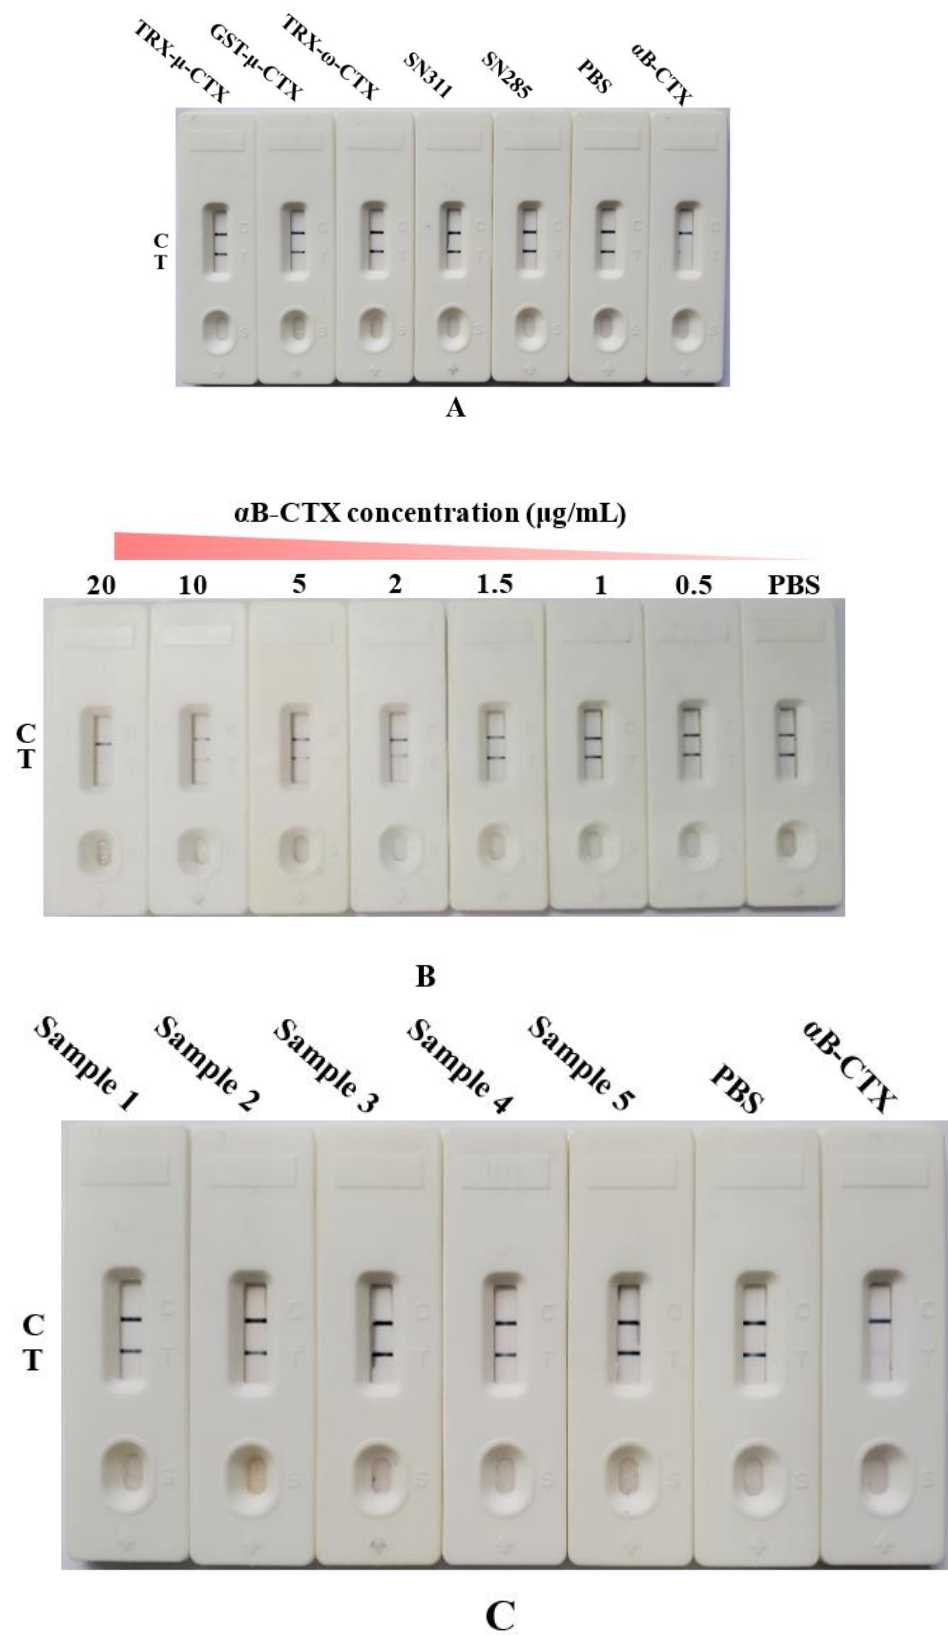 TRX-μ-CTX GST-μ-CTX TRX-ω-CTX SN311 SN285 PBS αB-CTX
C C C C C C C C
T T T T T T T T
S S S S S S S
A
αB-CTX concentration (μg/mL)
20 10 5 2 1.5 1 0.5 PBS
C
T
B
Sample 1 Sample 2 Sample 3 Sample 4 Sample 5 PBS αB-CTX
C C C C C C C C
T T T T T T T T
S S S S S S S
C